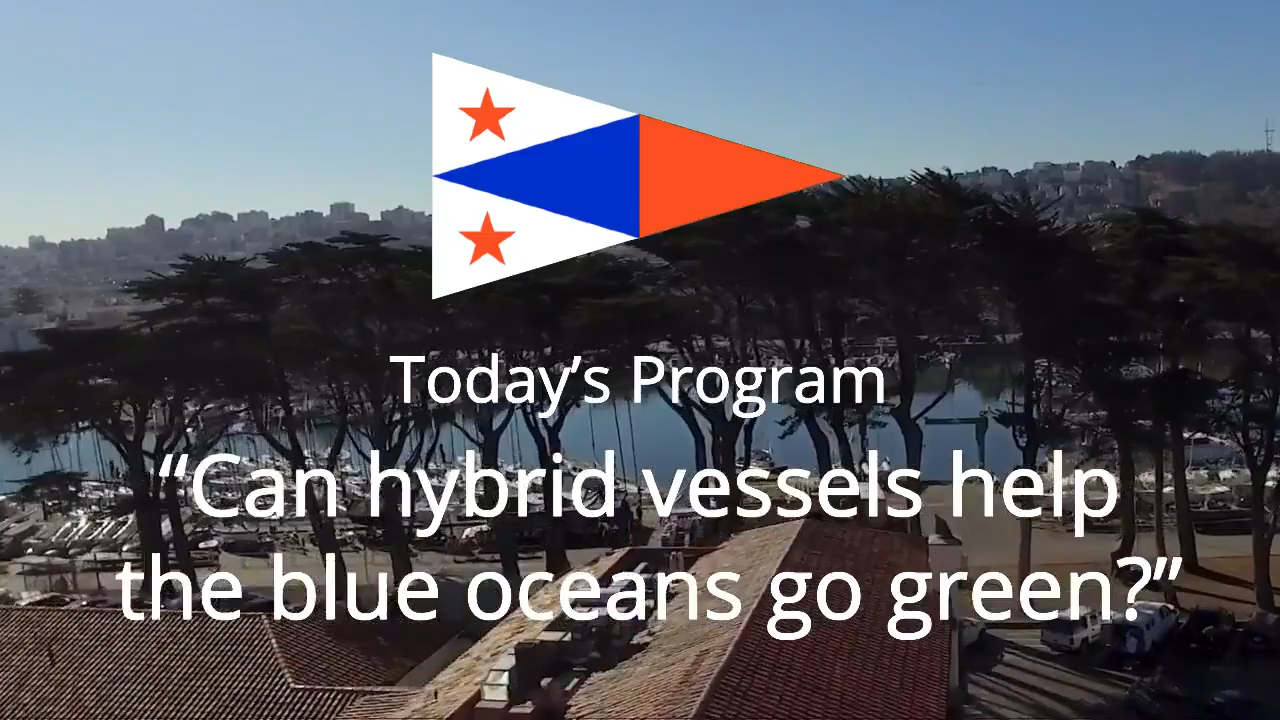 Today’s Program
“Can hybrid vessels help
the blue oceans go green?”